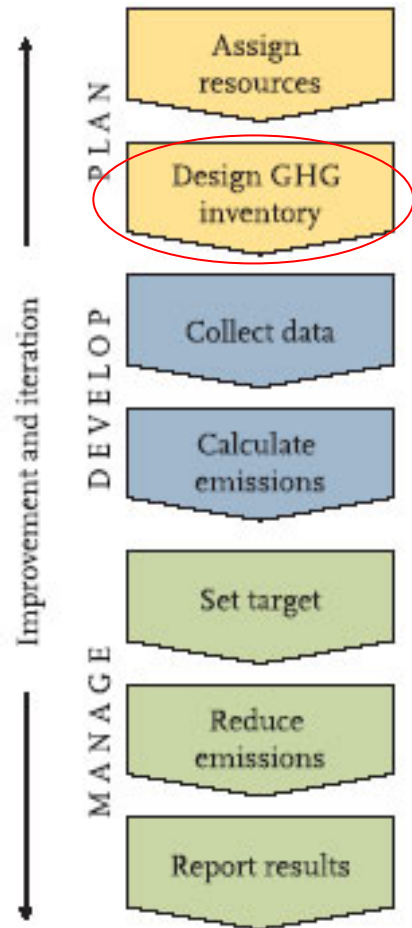 Improvement and iteration
PLAN
Assign
resources
Design GHG
inventory
DEVELOP
Collect data
Calculate
emissions
MANAGE
Set target
Reduce
emissions
Report results